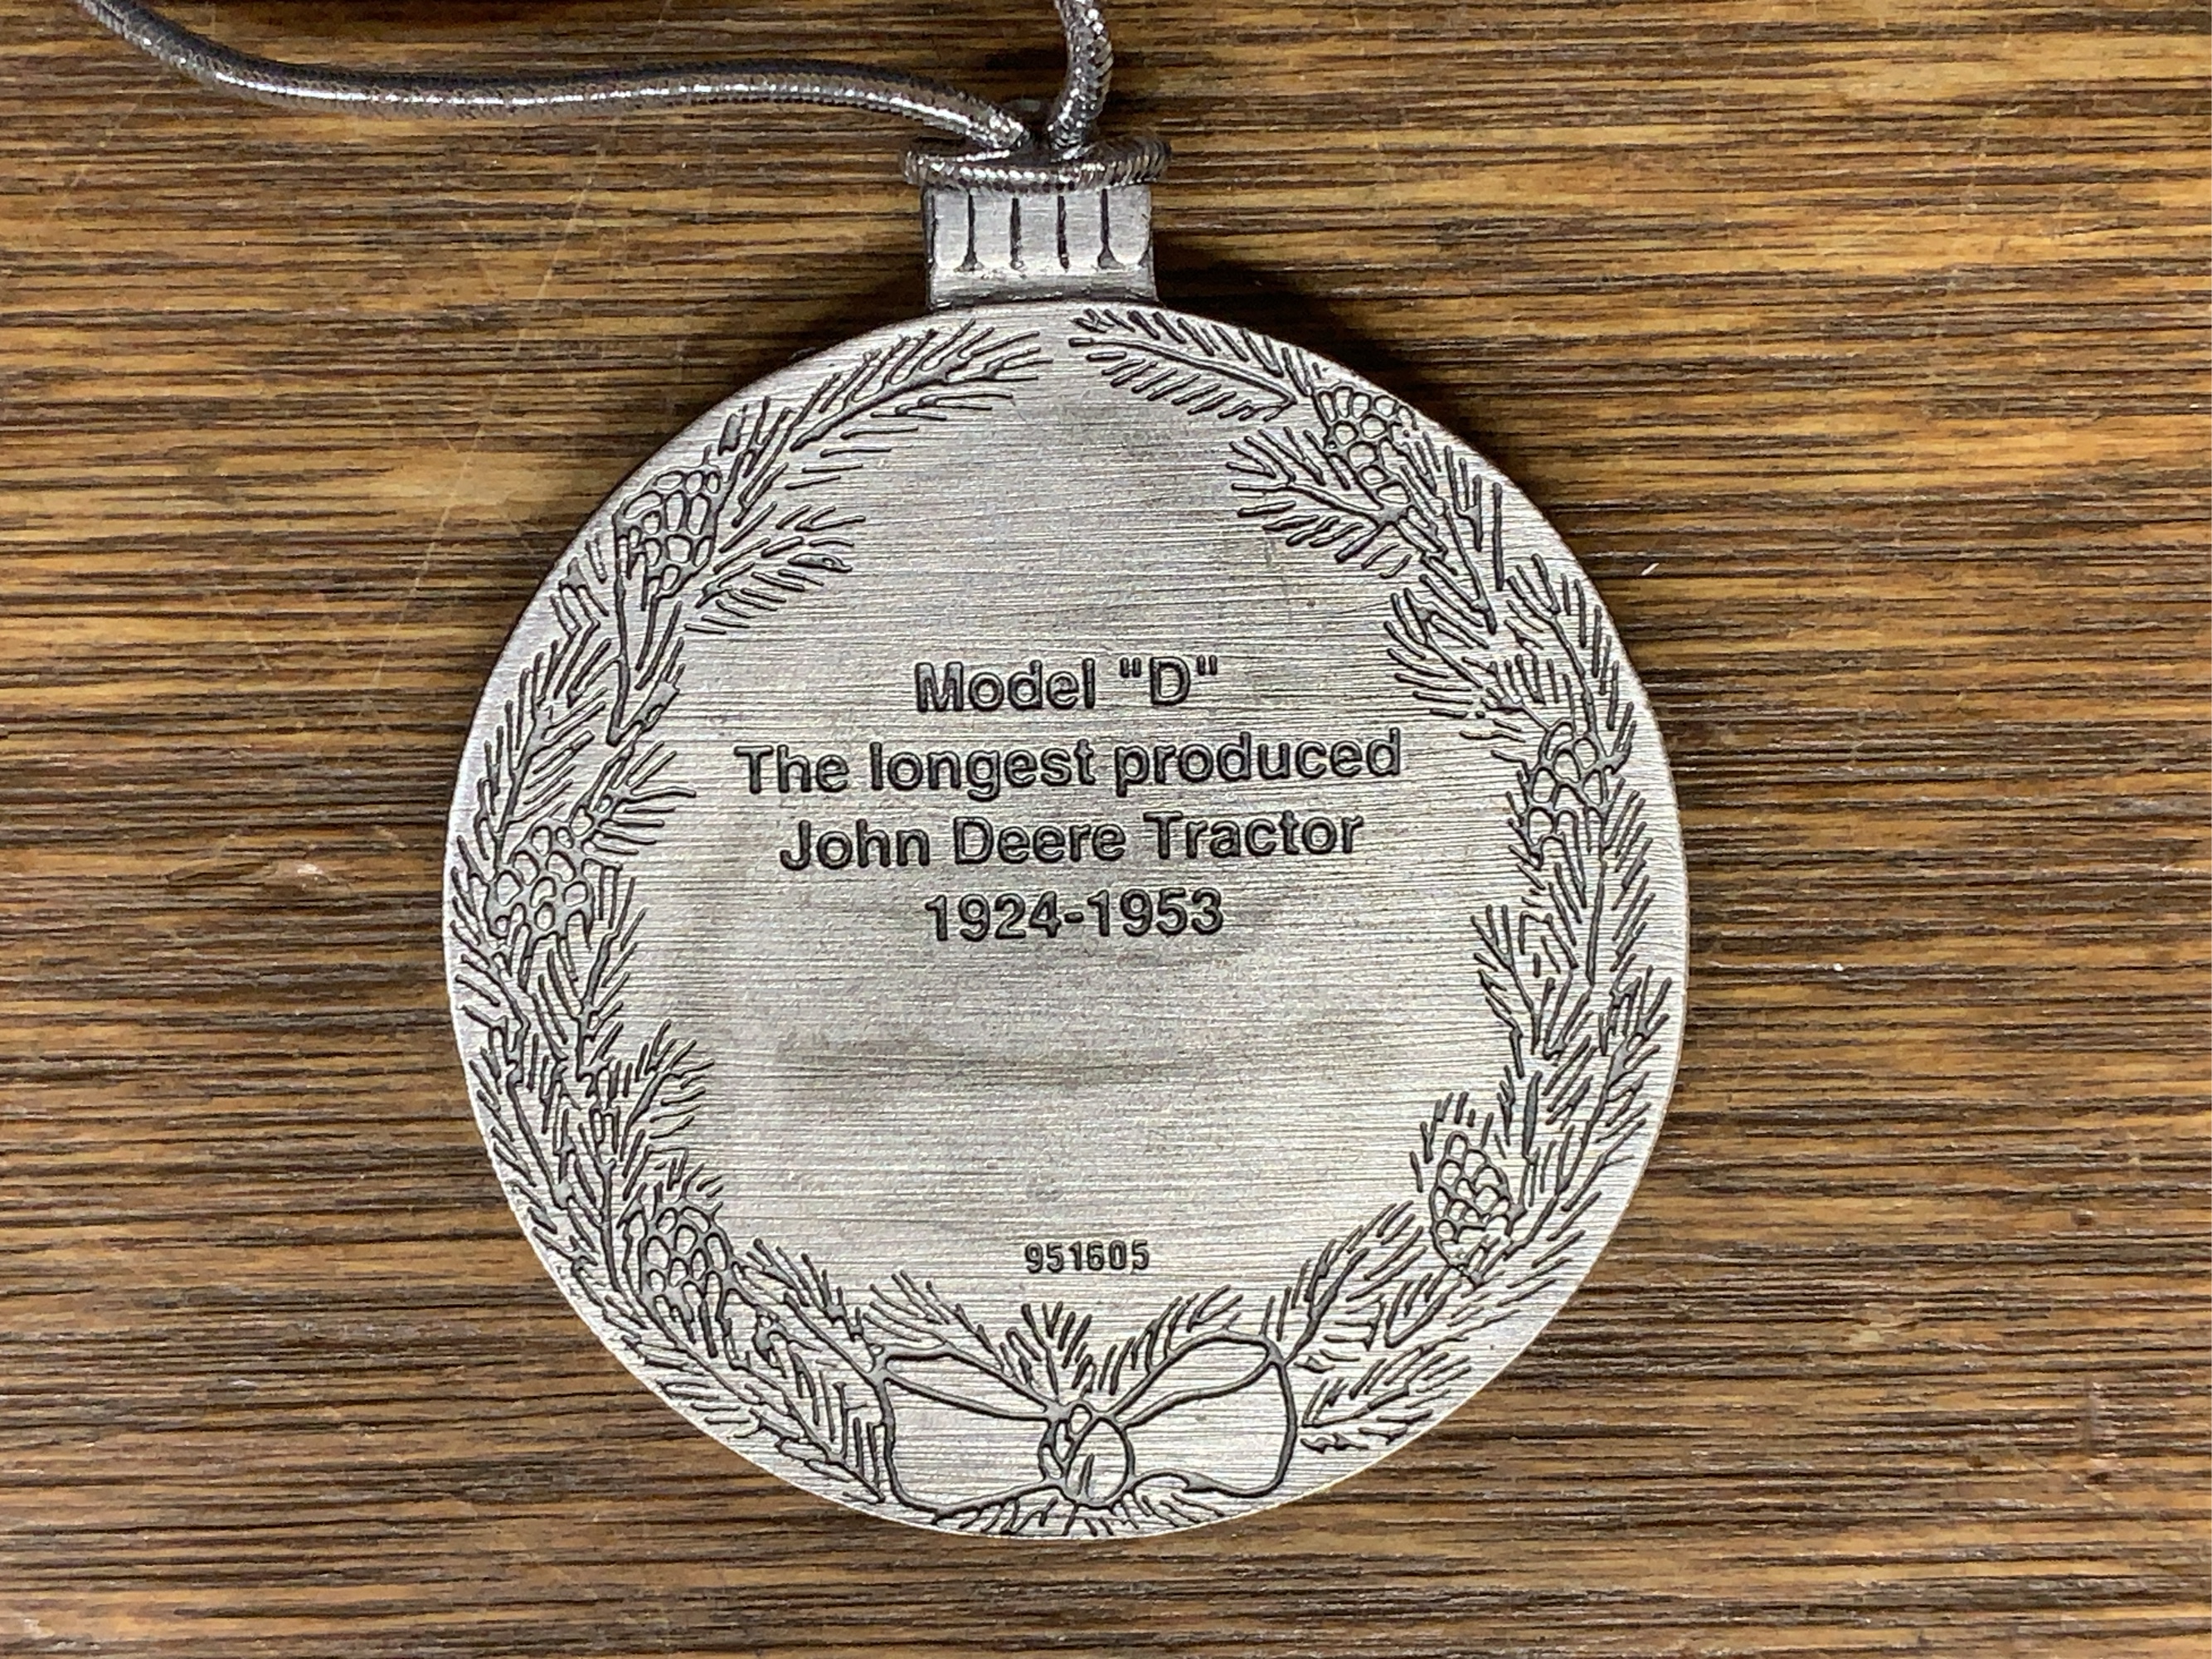 Model "D"
The longest produced
John Deere Tractor
1924-1953
951605